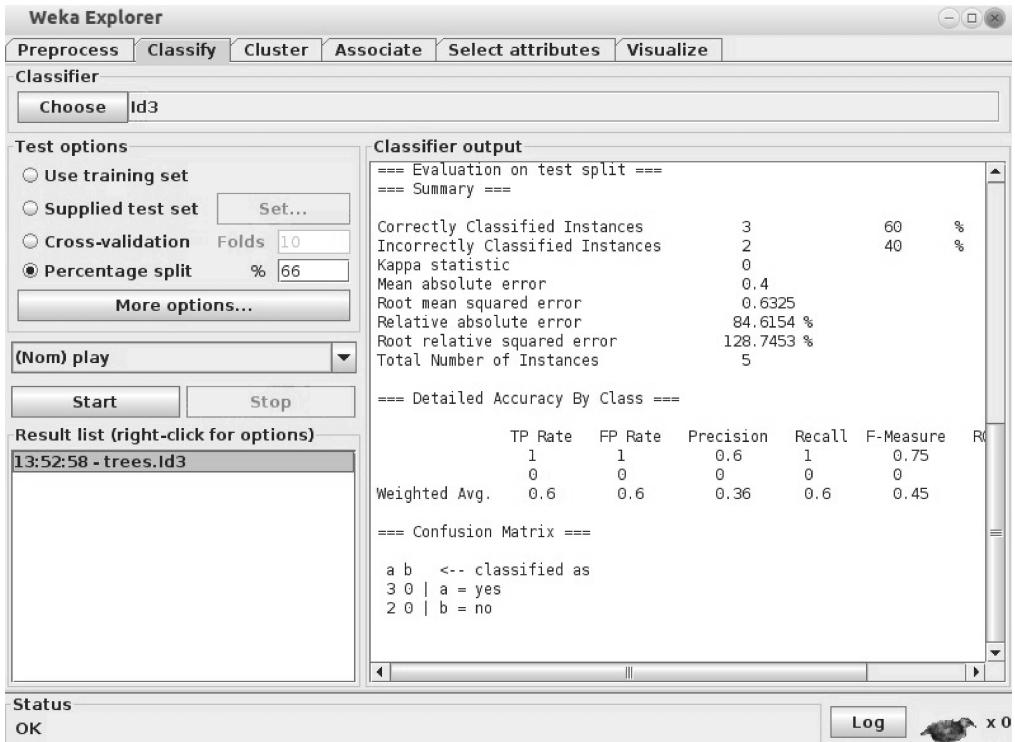 Weka Explorer
Preprocess Classify Cluster Associate Select attributes Visualize
Classifier
Choose Id3
Test options
Use training set
Supplied test set Set...
Cross-validation Folds 10
Percentage split % 66
More options...
(Nom) play
Start Stop
Result list (right-click for options)
13:52:58 - trees.Id3
Classifier output
=== Evaluation on test split ===
=== Summary ===
Correctly Classified Instances 3 60 %
Incorrectly Classified Instances 2 40 %
Kappa statistic 0
Mean absolute error 0.4
Root mean squared error 0.6325
Relative absolute error 84.6154 %
Root relative squared error 128.7453 %
Total Number of Instances 5
=== Detailed Accuracy By Class ===
TP Rate FP Rate Precision Recall F-Measure
1 1 0.6 1 0.75
0 0 0 0 0
Weighted Avg. 0.6 0.6 0.36 0.6 0.45
=== Confusion Matrix ===
a b <-- classified as
3 0 | a = yes
2 0 | b = no
Status
OK
Log x 0